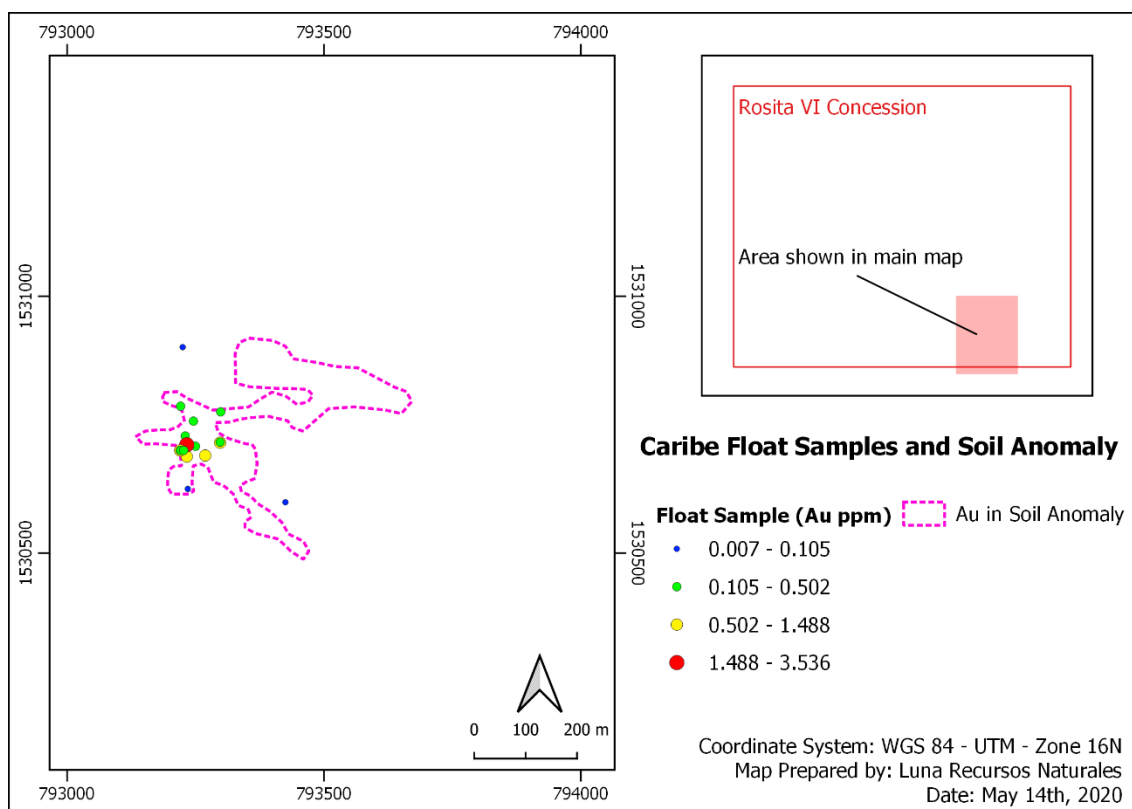 793000
793500
794000
1531000
1531000
1530500
1530500
0
100
200 m
793000
793500
794000
Rosita VI Concession
Area shown in main map
Caribe Float Samples and Soil Anomaly
Float Sample (Au ppm)
Au in Soil Anomaly
0.007 - 0.105
0.105 - 0.502
0.502 - 1.488
1.488 - 3.536
Coordinate System: WGS 84 - UTM - Zone 16N
Map Prepared by: Luna Recursos Naturales
Date: May 14th, 2020